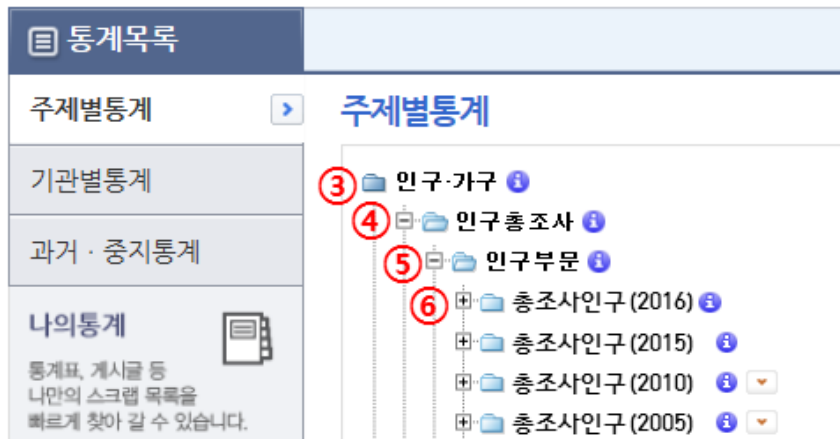 통계목록
주제별통계
기관별통계
과거 · 중지통계
나의통계
통계표, 게시글 등
나만의 스크랩 목록을
빠르게 찾아 갈 수 있습니다.
주제별통계
③ 인구·가구
④ 인구총조사
⑤ 인구부문
⑥ 총조사인구(2016)
총조사인구(2015)
총조사인구(2010)
총조사인구(2005)